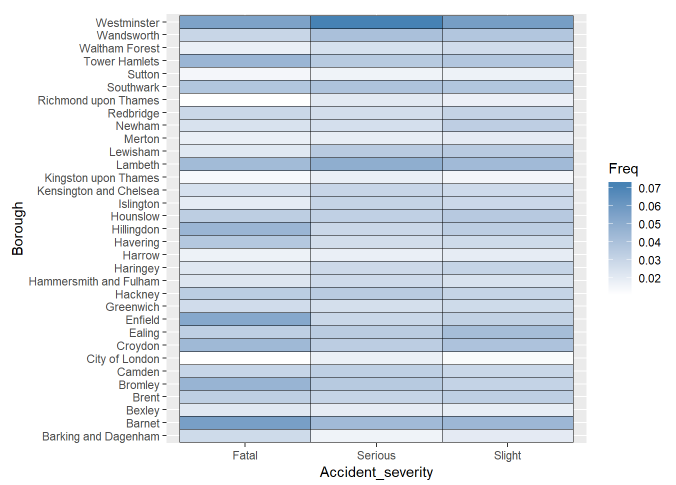 Westminster
Wandsworth
Waltham Forest
Tower Hamlets
Sutton
Southwark
Richmond upon Thames
Redbridge
Newham
Merton
Lewisham
Lambeth
Kingston upon Thames
Kensington and Chelsea
Islington
Hounslow
Hillingdon
Havering
Harrow
Haringey
Hammersmith and Fulham
Hackney
Greenwich
Enfield
Ealing
Croydon
City of London
Camden
Bromley
Brent
Bexley
Barnet
Barking and Dagenham
Borough
Fatal Serious Slight
Accident_severity
Freq
0.07
0.06
0.05
0.04
0.03
0.02